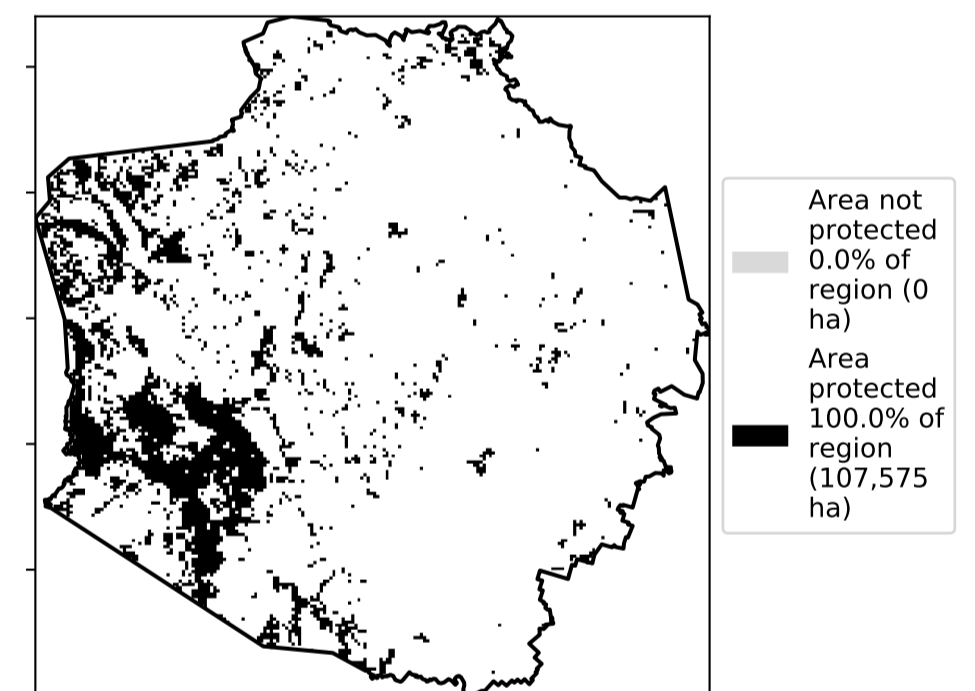 Area not
protected
0.0% of
region (0
ha)
Area
protected
100.0% of
region
(107,575
ha)